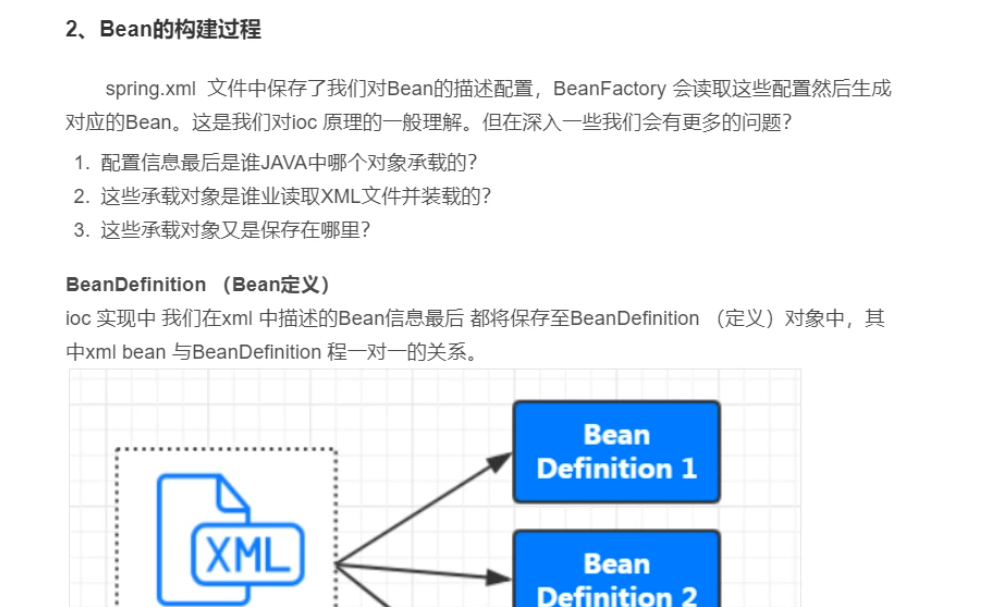 2、Bean的构建过程
spring.xml 文件中保存了我们对Bean的描述配置，BeanFactory 会读取这些配置然后生成
对应的Bean。这是我们对ioc 原理的一般理解。但在深入一些我们会有更多的问题？
1. 配置信息最后是谁JAVA中哪个对象承载的？
2. 这些承载对象是谁业读取XML文件并装载的？
3. 这些承载对象又是保存在哪里？
BeanDefinition （Bean定义）
ioc 实现中 我们在xml 中描述的Bean信息最后 都将保存至BeanDefinition （定义）对象中，其
中xml bean 与BeanDefinition 程一对一的关系。
Bean
Definition 1
XML
Bean
Definition 2